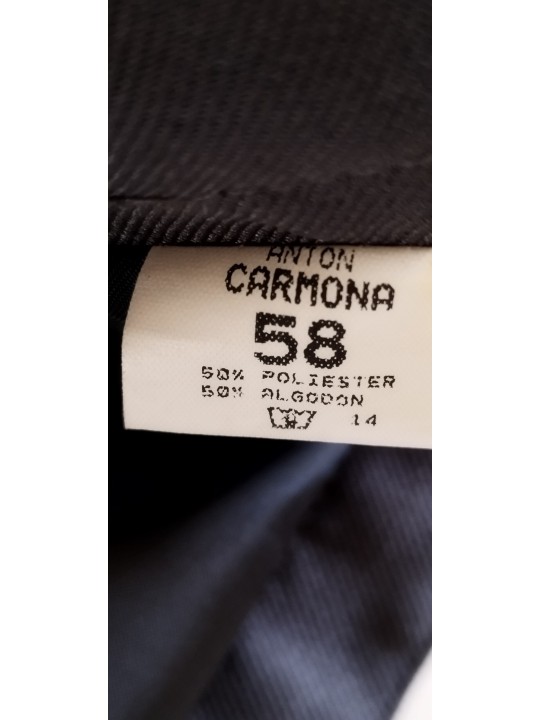 ANTON
CARMONA
58
50% POLIESTER
50% ALGODON
14